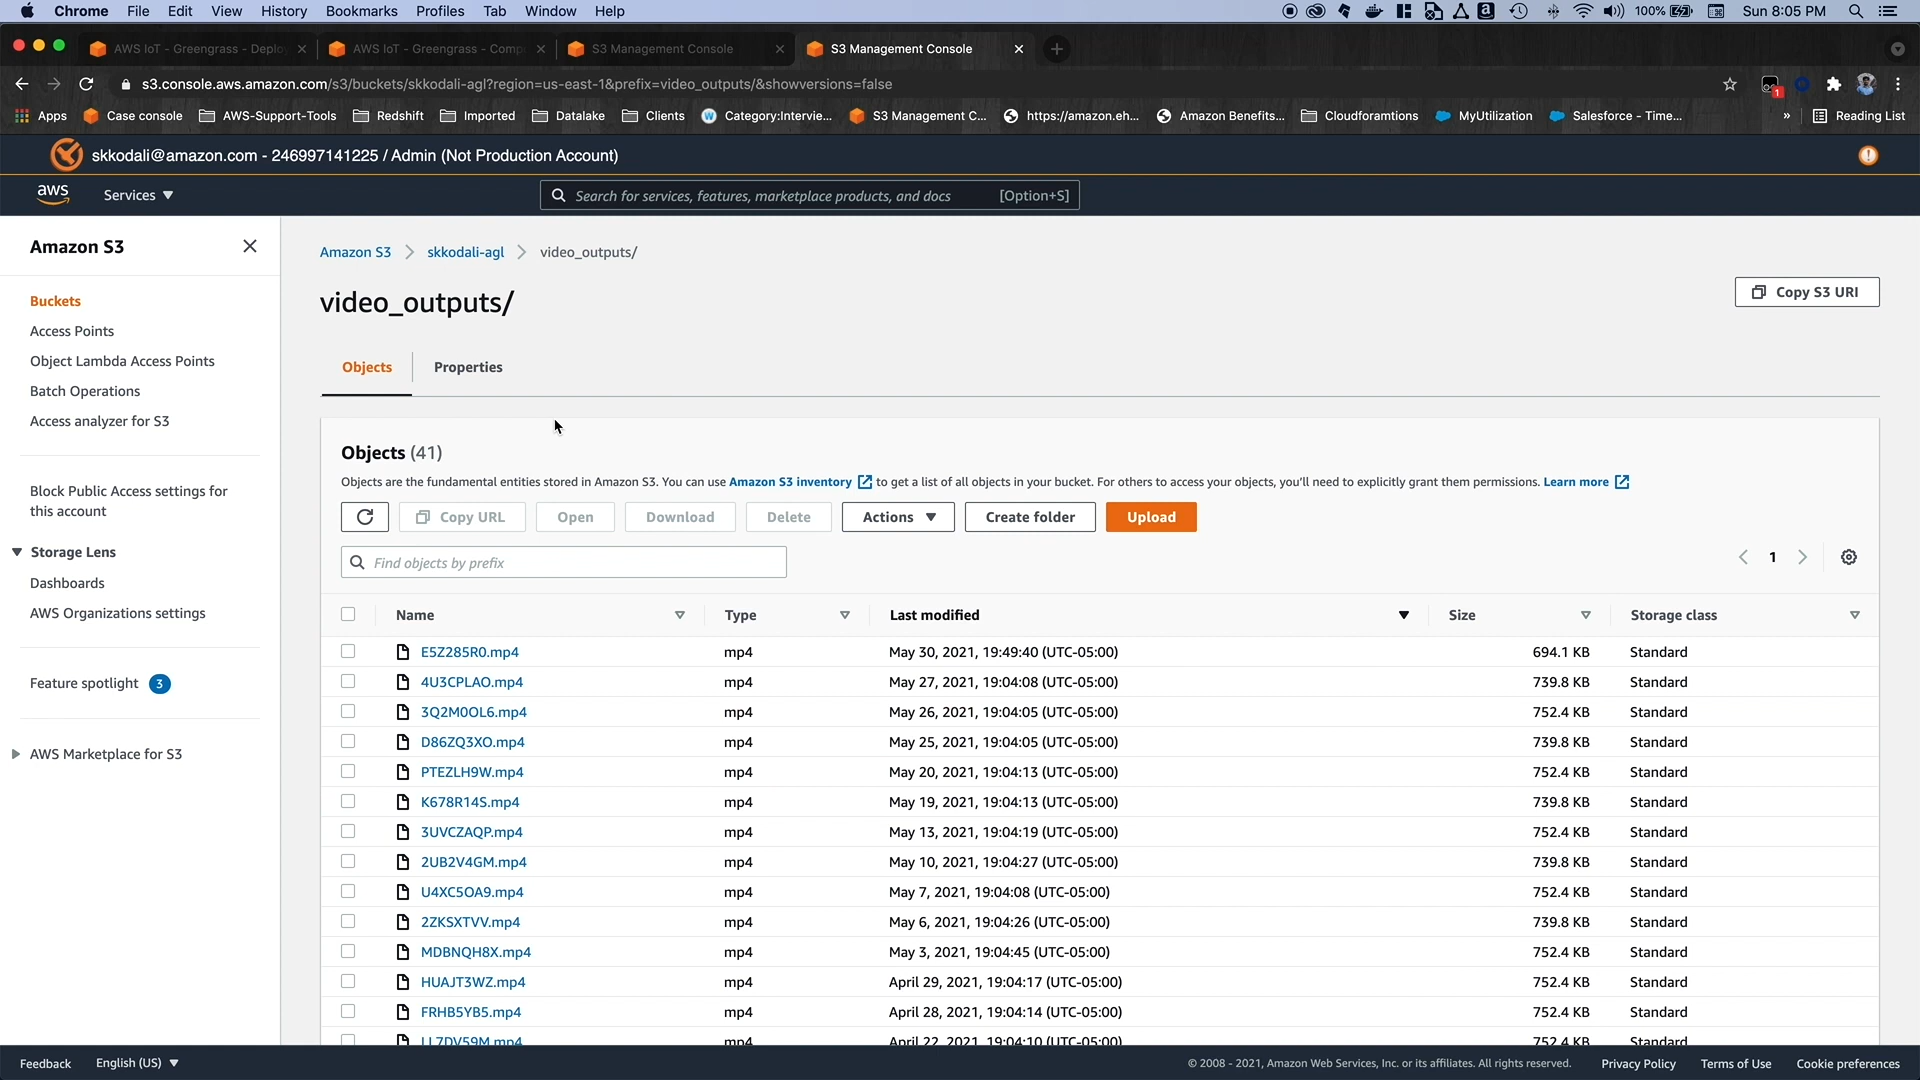 Chrome File Edit View History Bookmarks Profiles Tab Window Help 100% Sun 8:05 PM
AWS IoT - Greengrass - Deplo AWS IoT - Greengrass - Comp S3 Management Console S3 Management Console
s3.console.aws.amazon.com/s3/buckets/skkodali-agl?region=us-east-1&prefix=video_outputs/&showversions=false 1
Apps Case console AWS-Support-Tools Redshift Imported Datalake Clients Category:Intervie... S3 Management C... https://amazon.eh... Amazon Benefits... Cloudforamtions MyUtilization Salesforce - Time... » Reading List
skkodali@amazon.com - 246997141225 / Admin (Not Production Account)
aws Services Search for services, features, marketplace products, and docs [Option+S]
Amazon S3
Buckets
Access Points
Object Lambda Access Points
Batch Operations
Access analyzer for S3
Block Public Access settings for
this account
Storage Lens
Dashboards
AWS Organizations settings
Feature spotlight 3
AWS Marketplace for S3
Amazon S3 skkodali-agl video_outputs/
video_outputs/
Copy S3 URI
Objects Properties
Objects (41)
Objects are the fundamental entities stored in Amazon S3. You can use Amazon S3 inventory to get a list of all objects in your bucket. For others to access your objects, you'll need to explicitly grant them permissions. Learn more
Copy URL Open Download Delete Actions Create folder Upload
Find objects by prefix 1
Name Type Last modified Size Storage class
E5Z285R0.mp4 mp4 May 30, 2021, 19:49:40 (UTC-05:00) 694.1 KB Standard
4U3CPLAO.mp4 mp4 May 27, 2021, 19:04:08 (UTC-05:00) 739.8 KB Standard
3Q2M0OL6.mp4 mp4 May 26, 2021, 19:04:05 (UTC-05:00) 752.4 KB Standard
D86ZQ3XO.mp4 mp4 May 25, 2021, 19:04:05 (UTC-05:00) 739.8 KB Standard
PTEZLH9W.mp4 mp4 May 20, 2021, 19:04:13 (UTC-05:00) 752.4 KB Standard
K678R14S.mp4 mp4 May 19, 2021, 19:04:13 (UTC-05:00) 739.8 KB Standard
3UVCZAQP.mp4 mp4 May 13, 2021, 19:04:19 (UTC-05:00) 752.4 KB Standard
2UB2V4GM.mp4 mp4 May 10, 2021, 19:04:27 (UTC-05:00) 739.8 KB Standard
U4XC5OA9.mp4 mp4 May 7, 2021, 19:04:08 (UTC-05:00) 752.4 KB Standard
2ZKSXTVV.mp4 mp4 May 6, 2021, 19:04:26 (UTC-05:00) 739.8 KB Standard
MDBNQH8X.mp4 mp4 May 3, 2021, 19:04:45 (UTC-05:00) 752.4 KB Standard
HUAJT3WZ.mp4 mp4 April 29, 2021, 19:04:17 (UTC-05:00) 752.4 KB Standard
FRHB5YB5.mp4 mp4 April 28, 2021, 19:04:14 (UTC-05:00) 752.4 KB Standard
mp4 April 22, 2021, 19:04:10 (UTC-05:00) 752.4 KB Standard
Feedback English (US) © 2008 - 2021, Amazon Web Services, Inc. or its affiliates. All rights reserved. Privacy Policy Terms of Use Cookie preferences